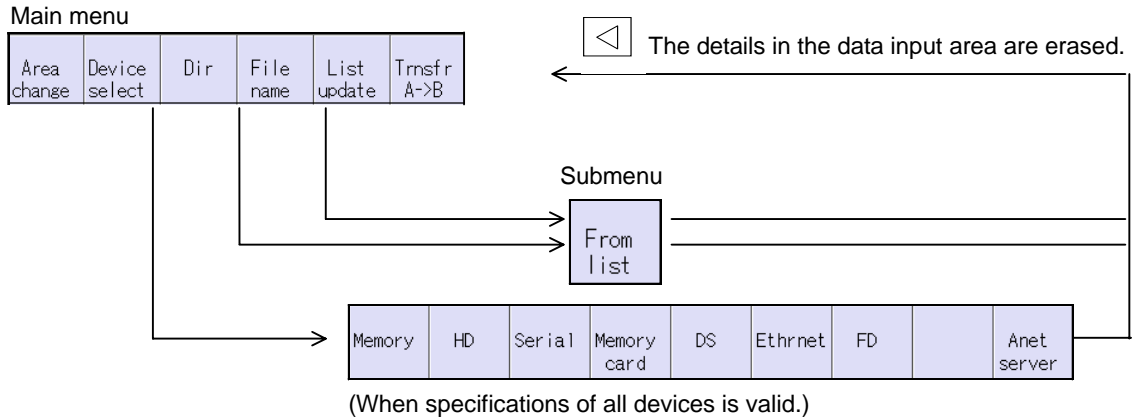 Main menu
The details in the data input area are erased.
Area change Device select Dir File name List update Trnsfr A->B
Submenu
From list
Memory HD Serial Memory card DS Ethrnet FD Anet server
(When specifications of all devices is valid.)